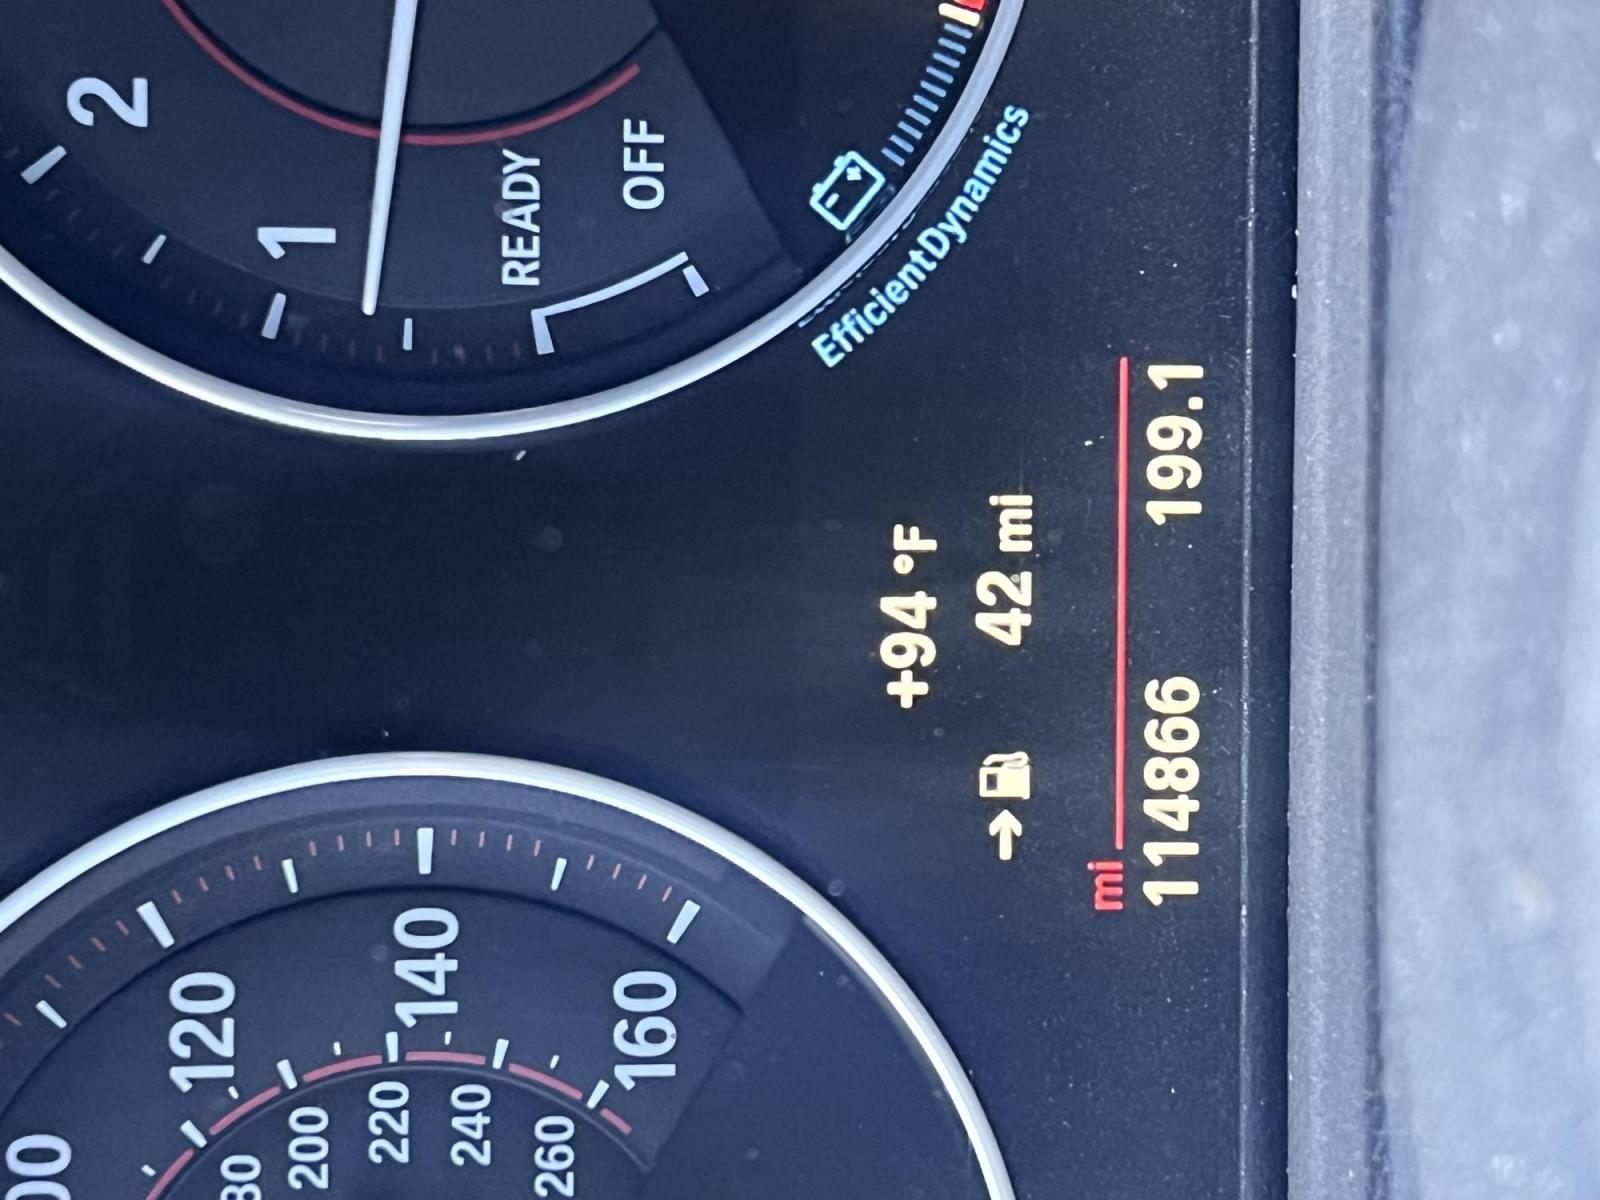 2
1
READY
OFF
EfficientDynamics
+94 °F
→ 42 mi
mi
114866 199.1
120
140
160
200
220
240
260